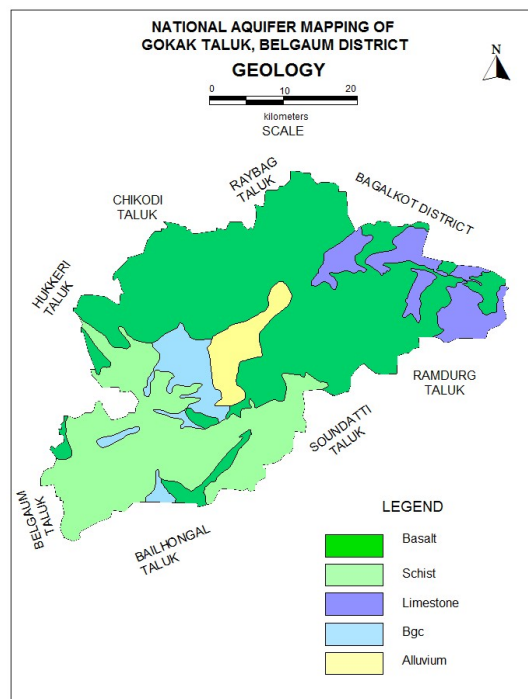 NATIONAL AQUIFER MAPPING OF
GOKAK TALUK, BELGAUM DISTRICT
GEOLOGY
N
0 10 20
kilometers
SCALE
RAYBAG
TALUK
BAGALKOT DISTRICT
CHIKODI
TALUK
HUKKERI
TALUK
RAMDURG
TALUK
SOUNDATTI
TALUK
BELGAUM
TALUK
BAILHONGAL
TALUK
LEGEND
Basalt
Schist
Limestone
Bgc
Alluvium